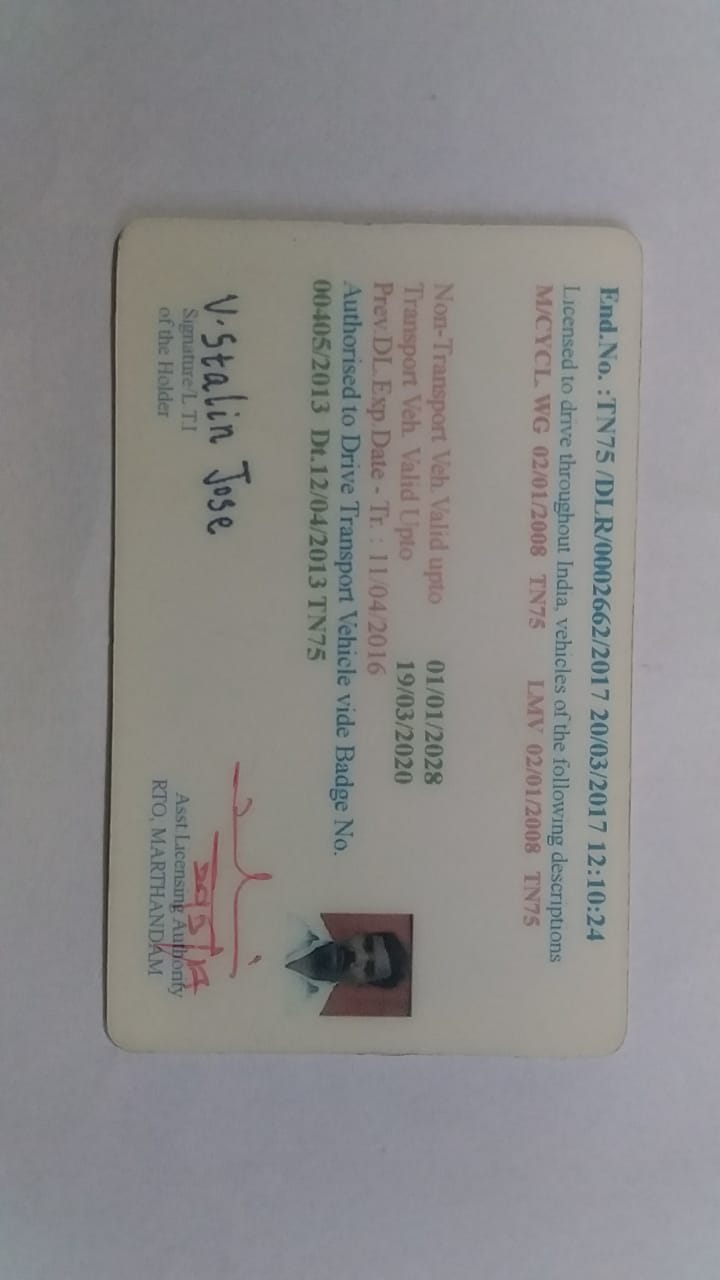 End.No. :TN75 /DLR/0002662/2017 20/03/2017 12:10:24
Licensed to drive throughout India, vehicles of the following descriptions
M/CYCL. WG 02/01/2008 TN75 LMV 02/01/2008 TN75
Non-Transport Veh.Valid upto 01/01/2028
Transport Veh. Valid Upto 19/03/2020
Prev.DL.Exp.Date - Tr. : 11/04/2016
Authorised to Drive Transport Vehicle vide Badge No.
00405/2013 Dt.12/04/2013 TN75
V. Stalin Jose
Signature/L.T.I
of the Holder
Asst.Licensing Authority
RTO, MARTHANDAM